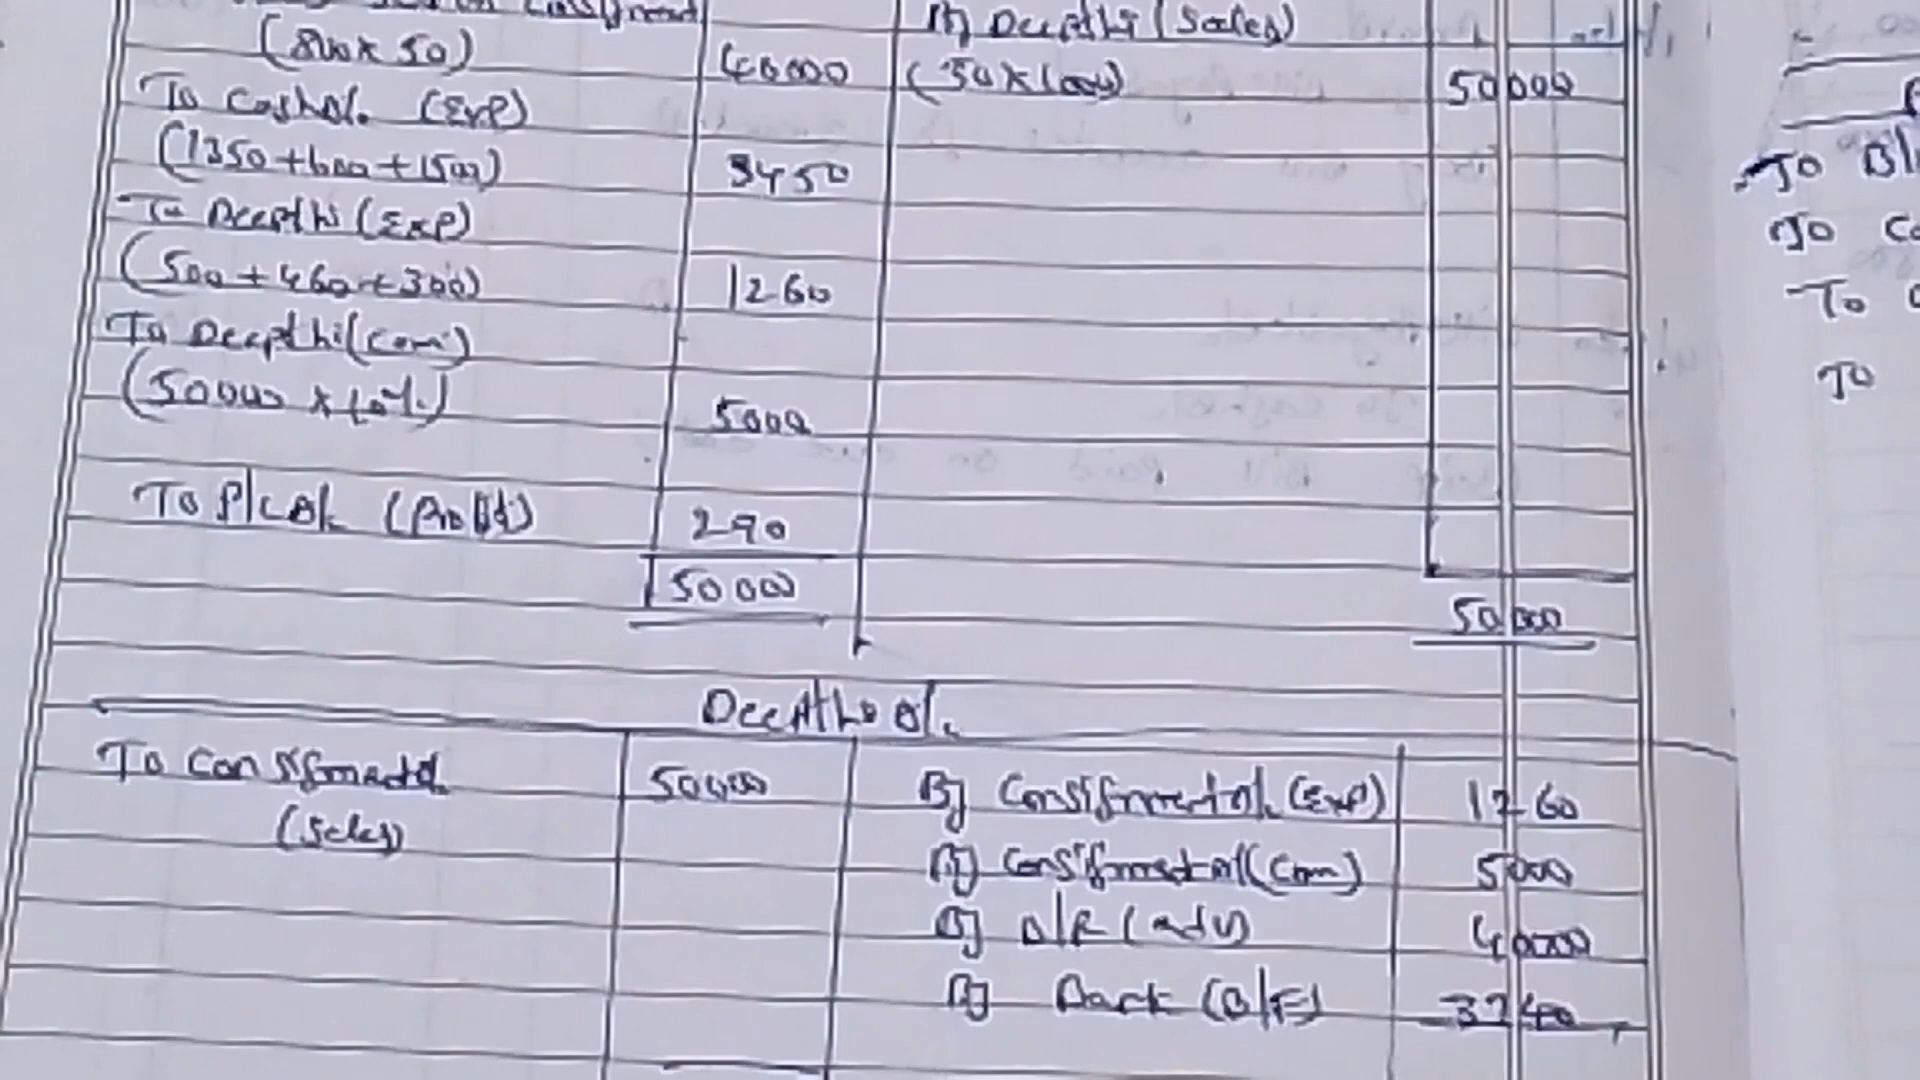 (800 x 50) 40000
By Deepthi (Sales)
(50 x 1000) 50000
To Cash a/c. (Exp)
(1350+600+1500) 3450
To Deepthi (Exp)
(500 + 460 + 300) 1260
To Deepthi (com)
(50000 x 10%.) 5000
To P/L a/c (Profit) 290
50000 50000
Deepthi a/c.
To Consignment a/c 50000
(Sales)
By Consignment a/c (Exp) 1260
By Consignment a/c (Com) 5000
By B/R (adv) 40000
By Bank (B/F) 3740
To B/
To Ca
To
To